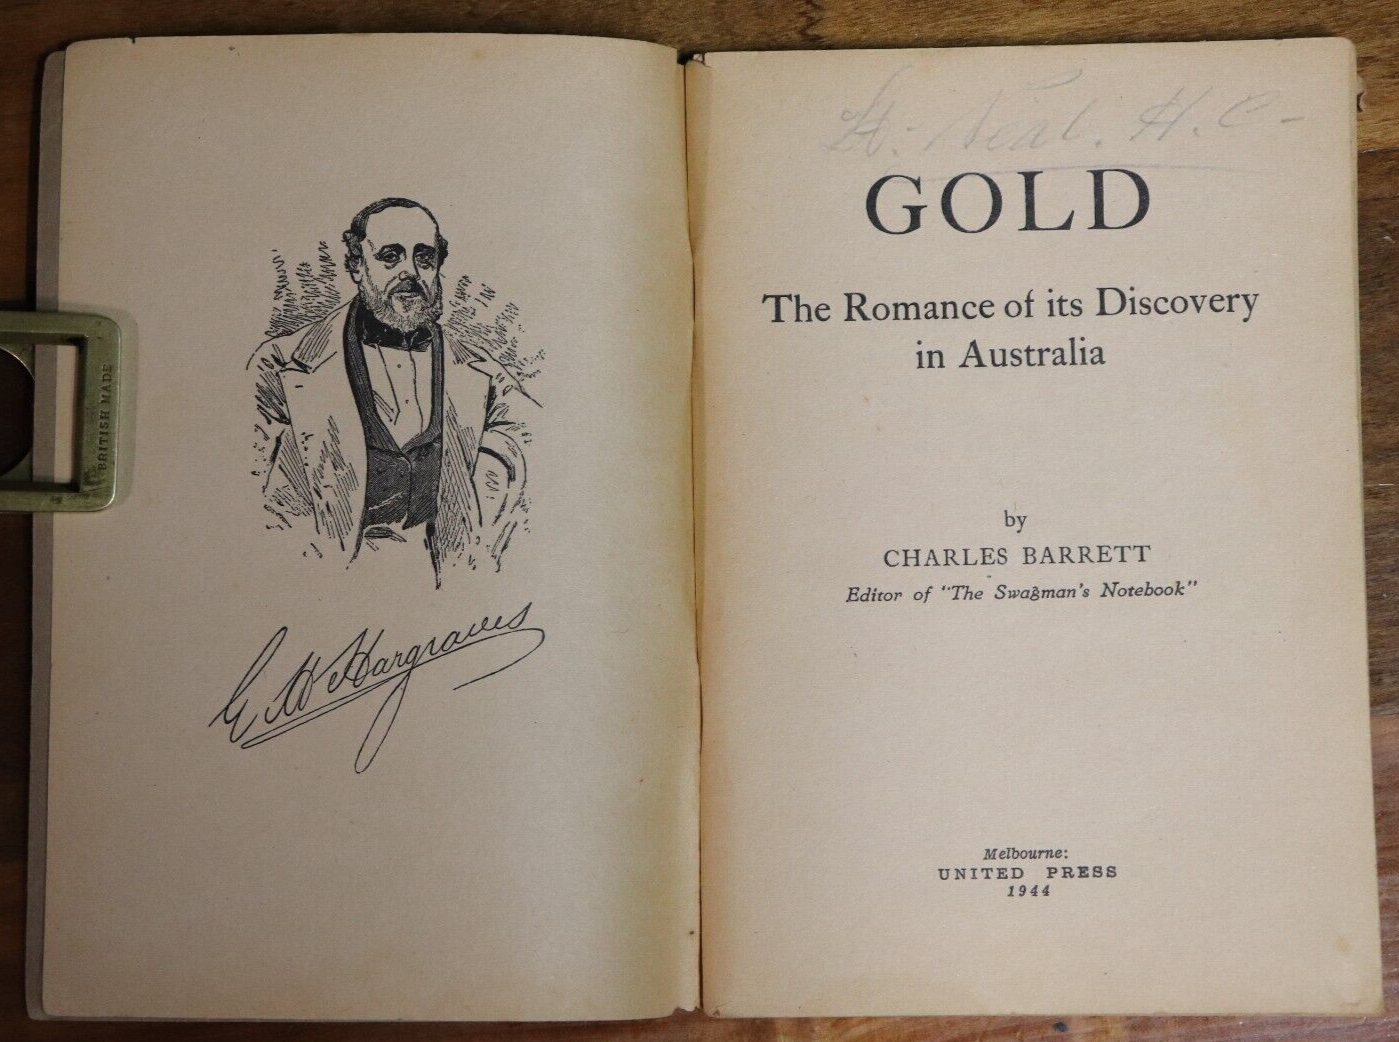 BRITISH MADE
E H Hargraves
Neal. H. C-
GOLD
The Romance of its Discovery
in Australia
by
CHARLES BARRETT
Editor of "The Swagman's Notebook"
Melbourne:
UNITED PRESS
1944